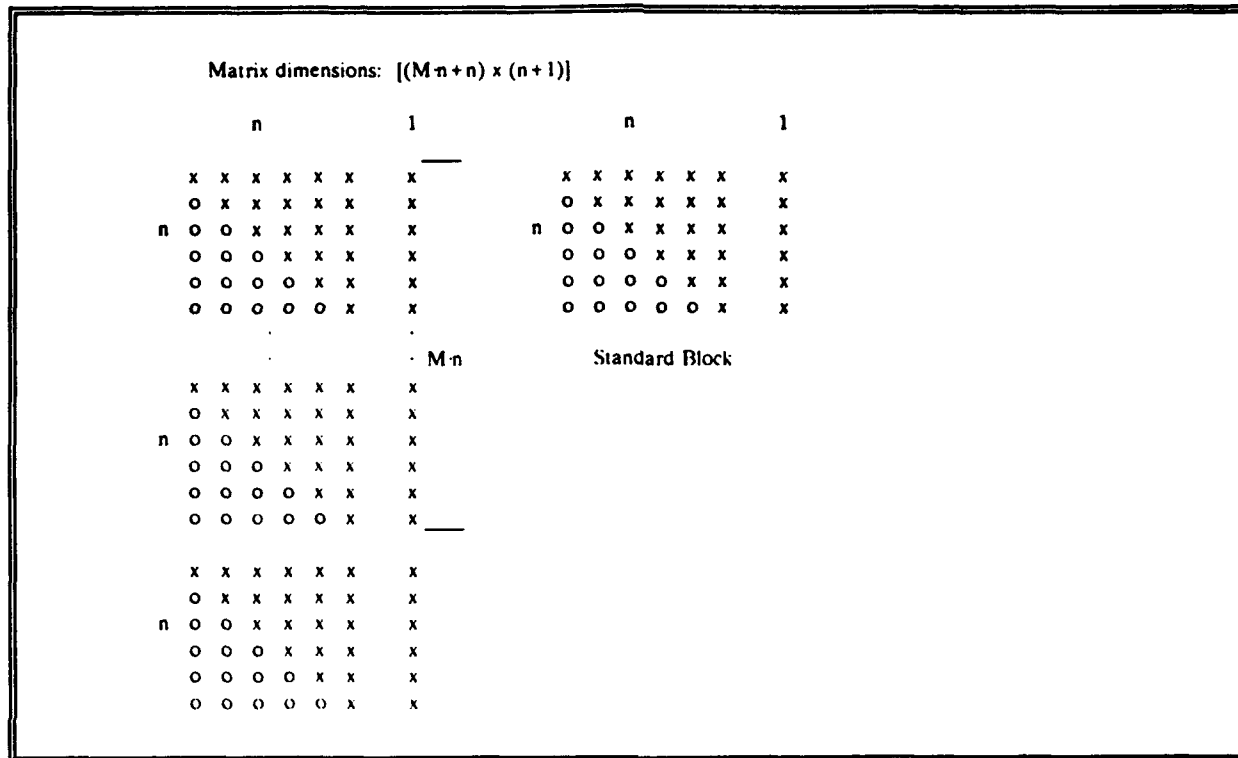 Matrix dimensions: [(M·n+n) x (n+1)]
n 1 n 1
x x x x x x x x x x x x x x
o x x x x x x o x x x x x x
n o o x x x x x n o o x x x x x
o o o x x x x o o o x x x x
o o o o x x x o o o o x x x
o o o o o x x o o o o o x x
. .
. . M·n Standard Block
x x x x x x x
o x x x x x x
n o o x x x x x
o o o x x x x
o o o o x x x
o o o o o x x
x x x x x x x
o x x x x x x
n o o x x x x x
o o o x x x x
o o o o x x x
o o o o o x x